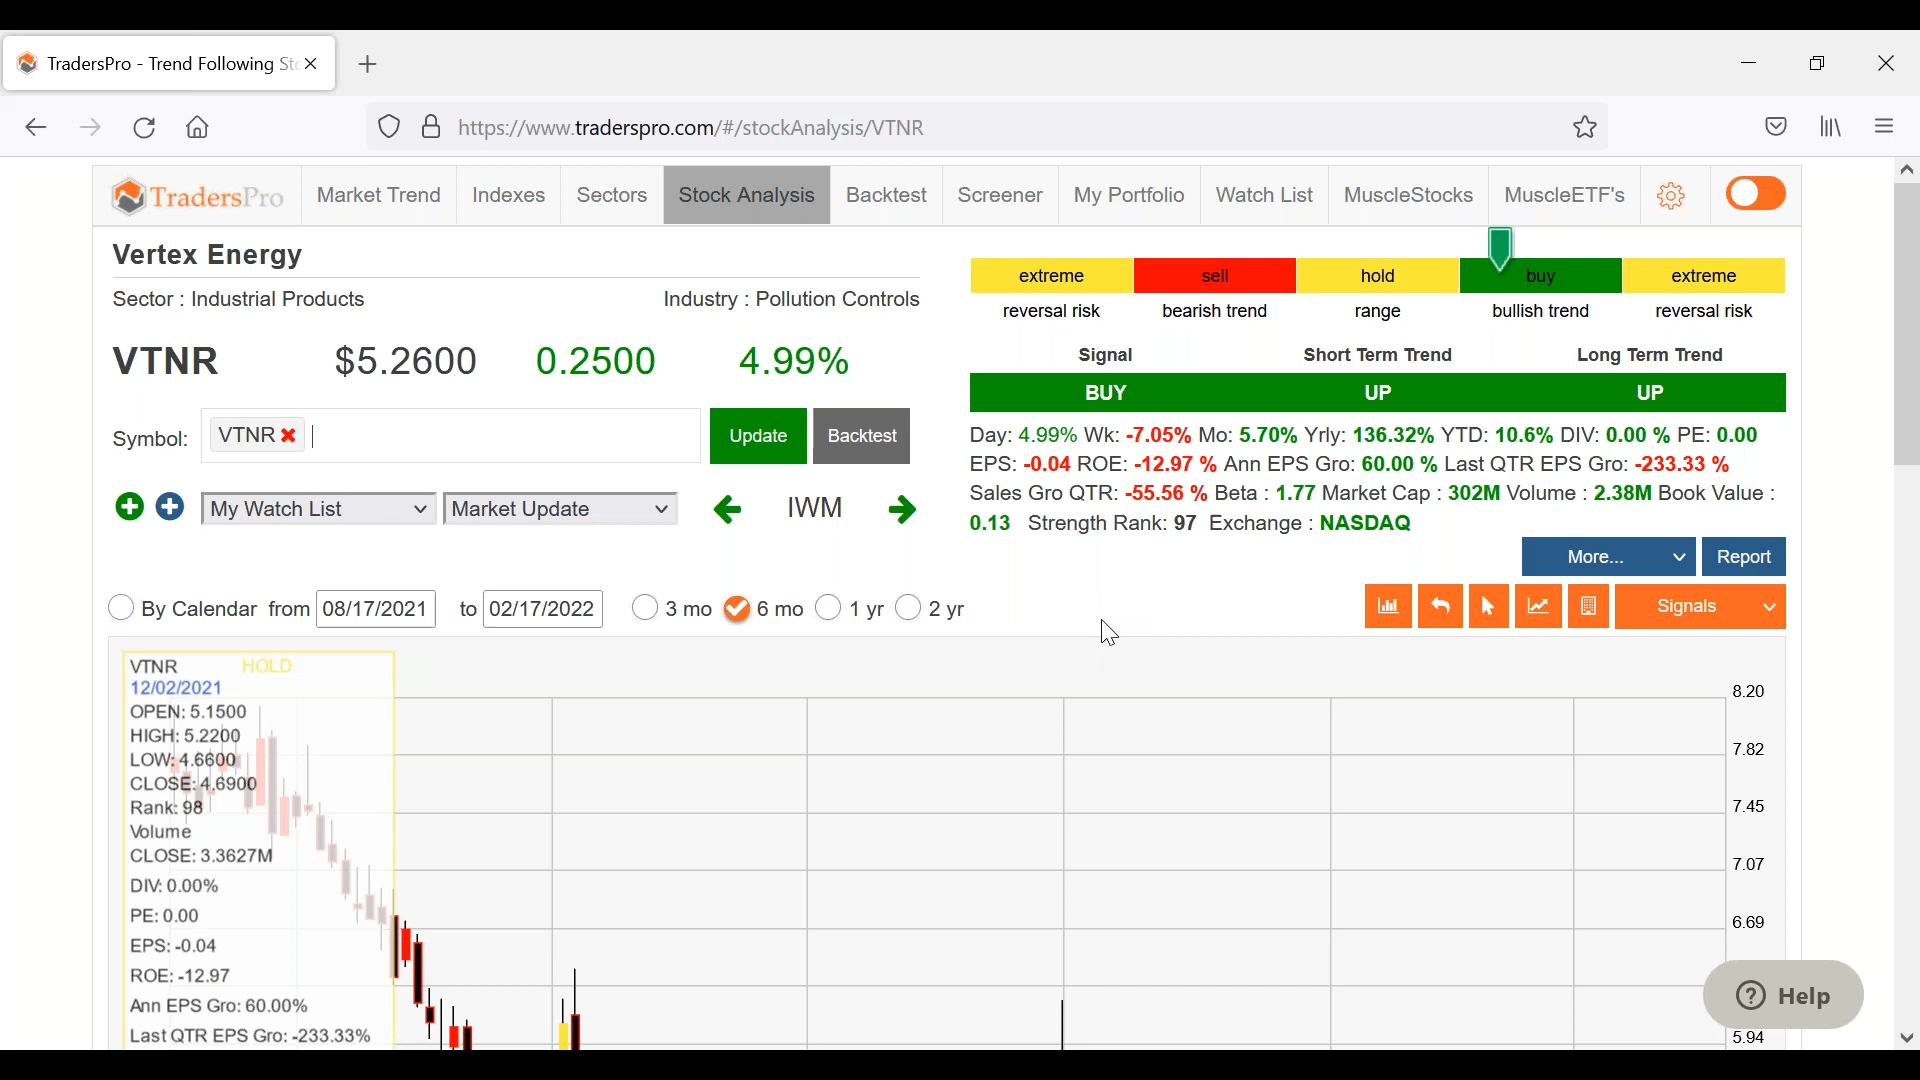 TradersPro - Trend Following Sto
https://www.traderspro.com/#/stockAnalysis/VTNR
TradersPro Market Trend Indexes Sectors Stock Analysis Backtest Screener My Portfolio Watch List MuscleStocks MuscleETF's
Vertex Energy
Sector : Industrial Products Industry : Pollution Controls
VTNR $5.2600 0.2500 4.99%
Symbol: VTNR Update Backtest
My Watch List Market Update IWM
extreme sell hold buy extreme
reversal risk bearish trend range bullish trend reversal risk
Signal Short Term Trend Long Term Trend
BUY UP UP
Day: 4.99% Wk: -7.05% Mo: 5.70% Yrly: 136.32% YTD: 10.6% DIV: 0.00 % PE: 0.00
EPS: -0.04 ROE: -12.97 % Ann EPS Gro: 60.00 % Last QTR EPS Gro: -233.33 %
Sales Gro QTR: -55.56 % Beta : 1.77 Market Cap : 302M Volume : 2.38M Book Value :
0.13 Strength Rank: 97 Exchange : NASDAQ
More... Report
By Calendar from 08/17/2021 to 02/17/2022 3 mo 6 mo 1 yr 2 yr Signals
VTNR HOLD
12/02/2021
OPEN: 5.1500
HIGH: 5.2200
LOW: 4.6600
CLOSE: 4.6900
Rank: 98
Volume
CLOSE: 3.3627M
DIV: 0.00%
PE: 0.00
EPS: -0.04
ROE: -12.97
Ann EPS Gro: 60.00%
Last QTR EPS Gro: -233.33%
8.20
7.82
7.45
7.07
6.69
5.94
Help